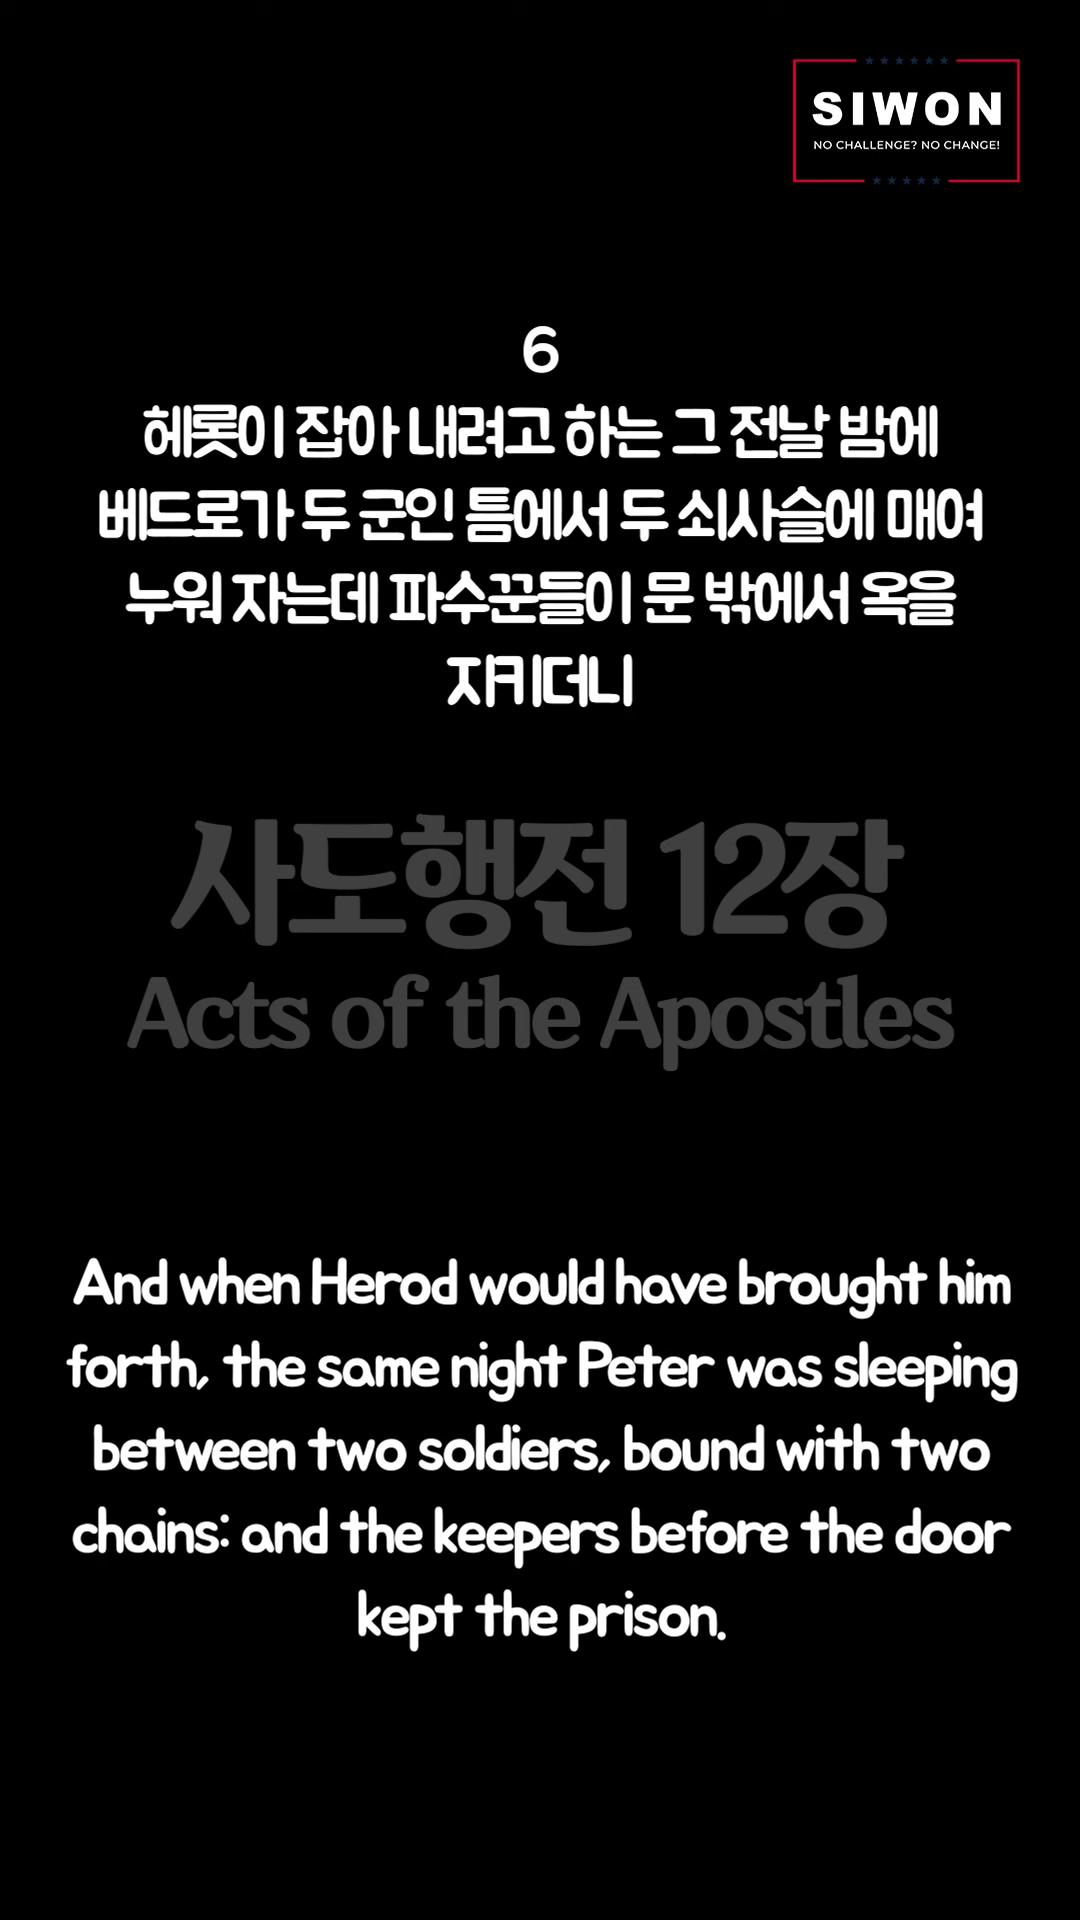 SIWON
NO CHALLENGE? NO CHANGE!
6
헤롯이 잡아 내려고 하는 그 전날 밤에
베드로가 두 군인 틈에서 두 쇠사슬에 매여
누워 자는데 파수꾼들이 문 밖에서 옥을
지키더니
사도행전 12장
Acts of the Apostles
And when Herod would have brought him
forth, the same night Peter was sleeping
between two soldiers, bound with two
chains: and the keepers before the door
kept the prison.